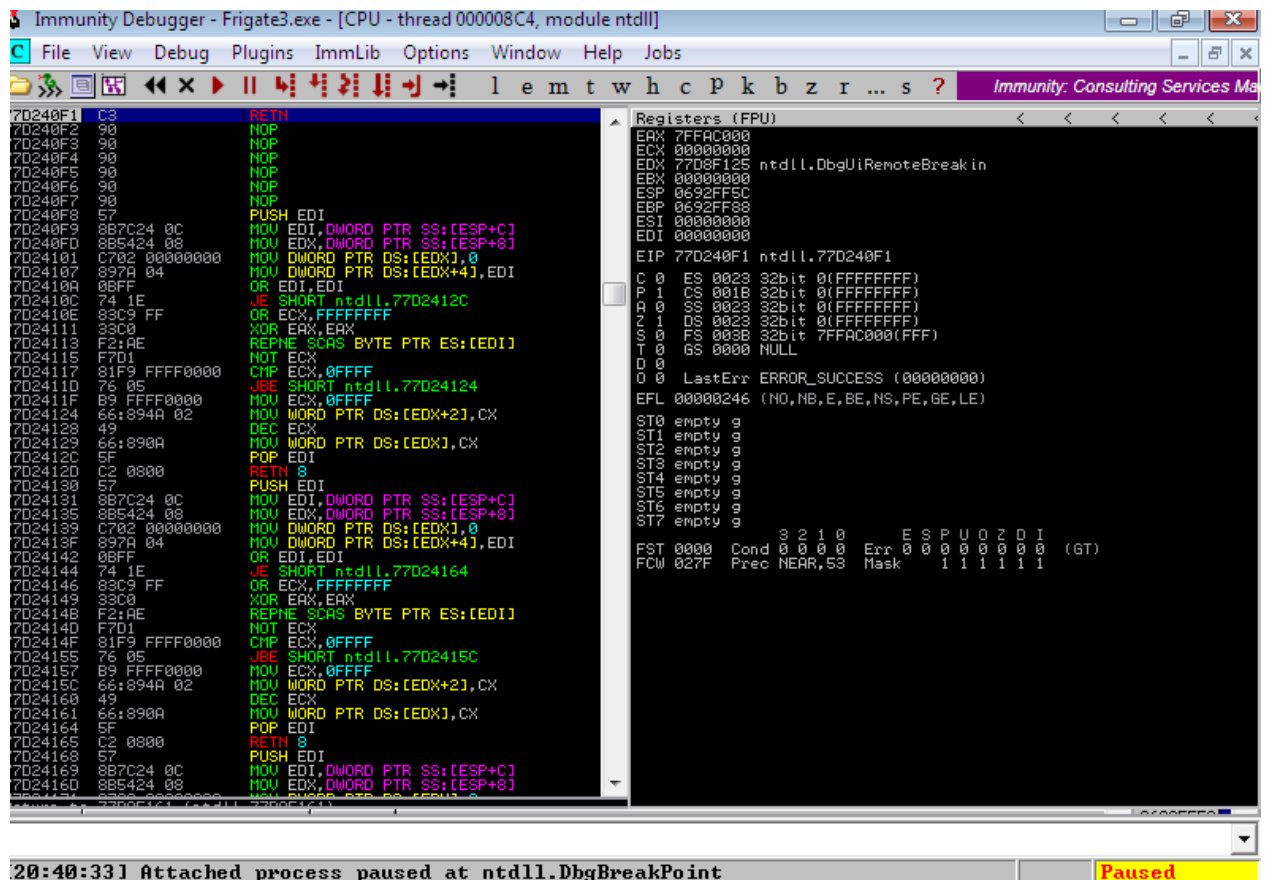 Immunity Debugger - Frigate3.exe - [CPU - thread 000008C4, module ntdll]
C File View Debug Plugins ImmLib Options Window Help Jobs
l e m t w h c P k b z r ... s ? Immunity: Consulting Services Ma
7D240F1 C3 RETN
7D240F2 90 NOP
7D240F3 90 NOP
7D240F4 90 NOP
7D240F5 90 NOP
7D240F6 90 NOP
7D240F7 90 NOP
7D240F8 57 PUSH EDI
7D240F9 8B7C24 0C MOV EDI,DWORD PTR SS:[ESP+C]
7D240FD 8B5424 08 MOV EDX,DWORD PTR SS:[ESP+8]
7D24101 C702 00000000 MOV DWORD PTR DS:[EDX],0
7D24107 897A 04 MOV DWORD PTR DS:[EDX+4],EDI
7D2410A 0BFF OR EDI,EDI
7D2410C 74 1E JE SHORT ntdll.77D2412C
7D2410E 83C9 FF OR ECX,FFFFFFFF
7D24111 33C0 XOR EAX,EAX
7D24113 F2:AE REPNE SCAS BYTE PTR ES:[EDI]
7D24115 F7D1 NOT ECX
7D24117 81F9 FFFF0000 CMP ECX,0FFFF
7D2411D 76 05 JBE SHORT ntdll.77D24124
7D2411F B9 FFFF0000 MOV ECX,0FFFF
7D24124 66:894A 02 MOV WORD PTR DS:[EDX+2],CX
7D24128 49 DEC ECX
7D24129 66:890A MOV WORD PTR DS:[EDX],CX
7D2412C 5F POP EDI
7D2412D C2 0800 RETN 8
7D24130 57 PUSH EDI
7D24131 8B7C24 0C MOV EDI,DWORD PTR SS:[ESP+C]
7D24135 8B5424 08 MOV EDX,DWORD PTR SS:[ESP+8]
7D24139 C702 00000000 MOV DWORD PTR DS:[EDX],0
7D2413F 897A 04 MOV DWORD PTR DS:[EDX+4],EDI
7D24142 0BFF OR EDI,EDI
7D24144 74 1E JE SHORT ntdll.77D24164
7D24146 83C9 FF OR ECX,FFFFFFFF
7D24149 33C0 XOR EAX,EAX
7D2414B F2:AE REPNE SCAS BYTE PTR ES:[EDI]
7D2414D F7D1 NOT ECX
7D2414F 81F9 FFFF0000 CMP ECX,0FFFF
7D24155 76 05 JBE SHORT ntdll.77D2415C
7D24157 B9 FFFF0000 MOV ECX,0FFFF
7D2415C 66:894A 02 MOV WORD PTR DS:[EDX+2],CX
7D24160 49 DEC ECX
7D24161 66:890A MOV WORD PTR DS:[EDX],CX
7D24164 5F POP EDI
7D24165 C2 0800 RETN 8
7D24168 57 PUSH EDI
7D24169 8B7C24 0C MOV EDI,DWORD PTR SS:[ESP+C]
7D2416D 8B5424 08 MOV EDX,DWORD PTR SS:[ESP+8]
Registers (FPU) < < < < < <
EAX 7FFAC000
ECX 00000000
EDX 77D8F125 ntdll.DbgUiRemoteBreakin
EBX 00000000
ESP 0692FF5C
EBP 0692FF88
ESI 00000000
EDI 00000000
EIP 77D240F1 ntdll.77D240F1
C 0 ES 0023 32bit 0(FFFFFFFF)
P 1 CS 001B 32bit 0(FFFFFFFF)
A 0 SS 0023 32bit 0(FFFFFFFF)
Z 1 DS 0023 32bit 0(FFFFFFFF)
S 0 FS 003B 32bit 7FFAC000(FFF)
T 0 GS 0000 NULL
D 0
O 0 LastErr ERROR_SUCCESS (00000000)
EFL 00000246 (NO,NB,E,BE,NS,PE,GE,LE)
ST0 empty g
ST1 empty g
ST2 empty g
ST3 empty g
ST4 empty g
ST5 empty g
ST6 empty g
ST7 empty g
3 2 1 0 E S P U O Z D I
FST 0000 Cond 0 0 0 0 Err 0 0 0 0 0 0 0 0 (GT)
FCW 027F Prec NEAR,53 Mask 1 1 1 1 1 1
[20:40:33] Attached process paused at ntdll.DbgBreakPoint
Paused